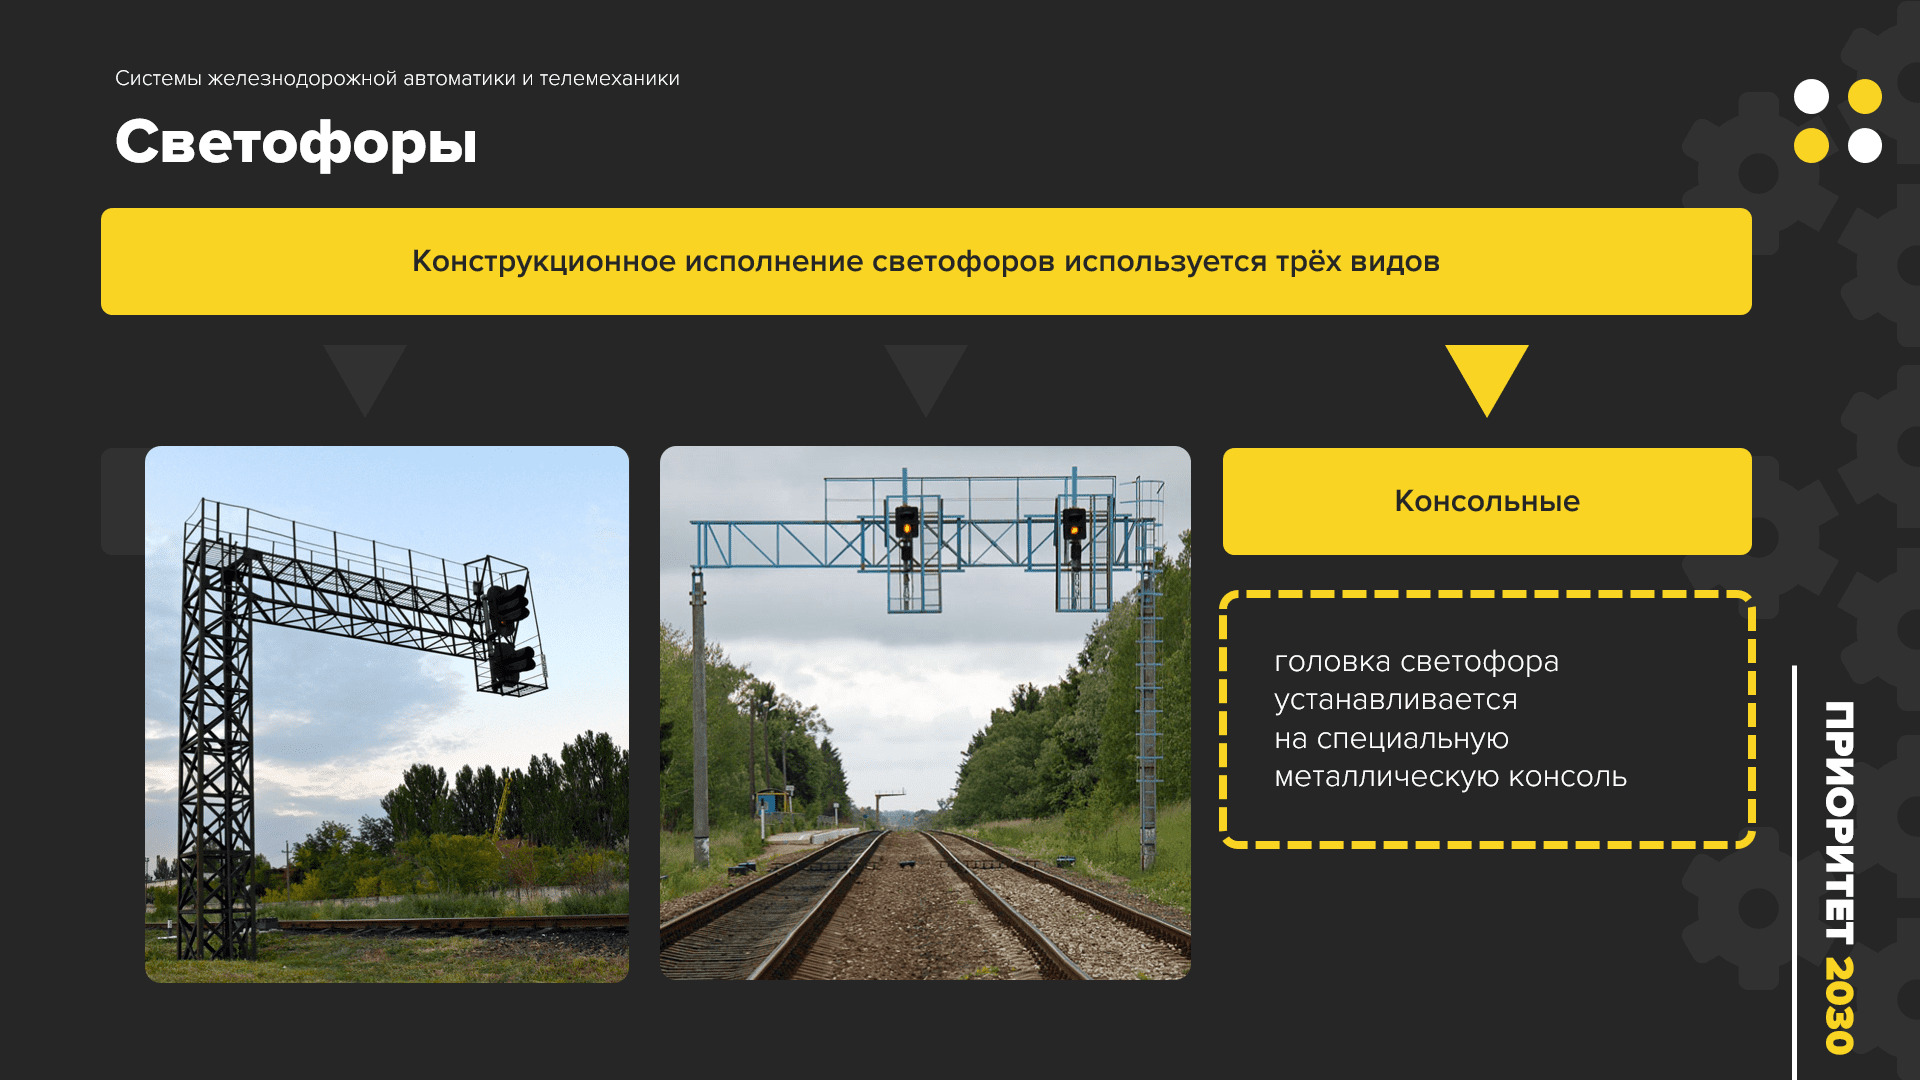 Системы железнодорожной автоматики и телемеханики
Светофоры
Конструкционное исполнение светофоров используется трёх видов
Консольные
головка светофора
устанавливается
на специальную
металлическую консоль
ПРИОРИТЕТ 2030